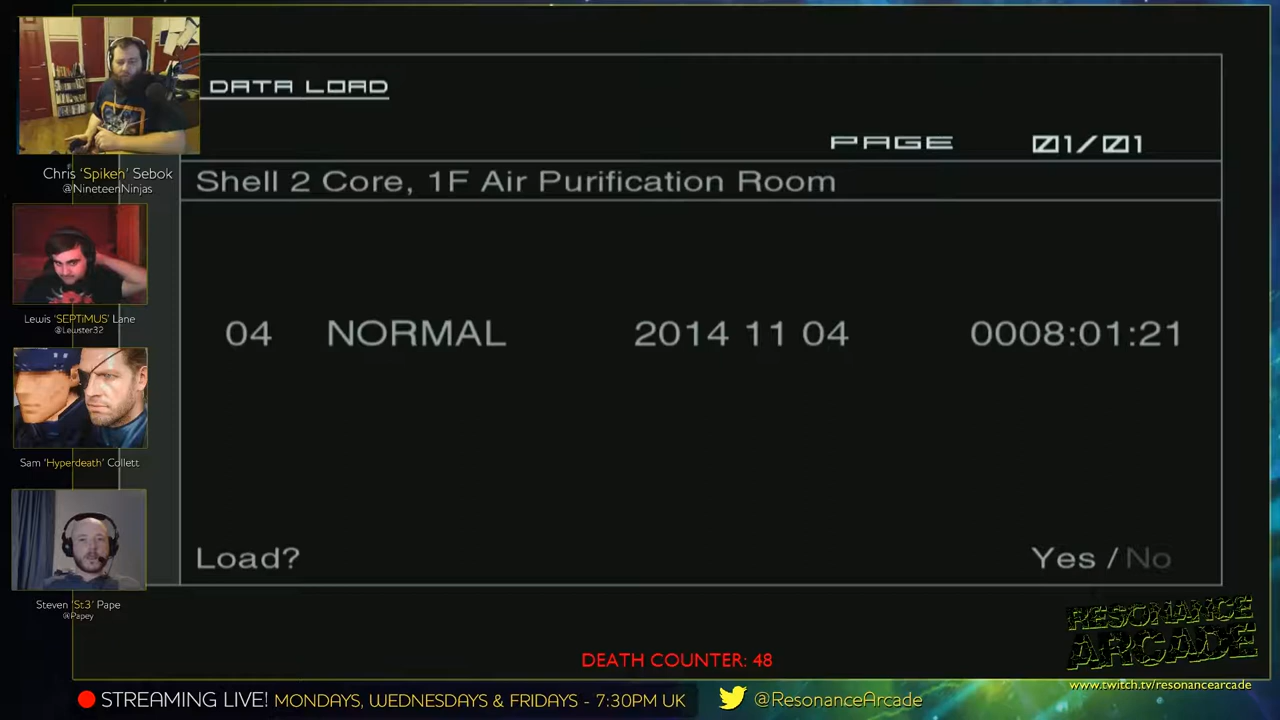 DATA LOAD
PAGE 01/01
Shell 2 Core, 1F Air Purification Room
04 NORMAL 2014 11 04 0008:01:21
Load? Yes / No
Chris 'Spiken' Sebok
@NineteenNinjas
Lewis 'SEPTiMUS' Lane
@Lewster32
Sam 'Hyperdeath' Collett
Steven 'St3' Pape
@Papey
RESONANCE
ARCADE
www.twitch.tv/resonancearcade
DEATH COUNTER: 48
STREAMING LIVE! MONDAYS, WEDNESDAYS & FRIDAYS - 7:30PM UK @ResonanceArcade